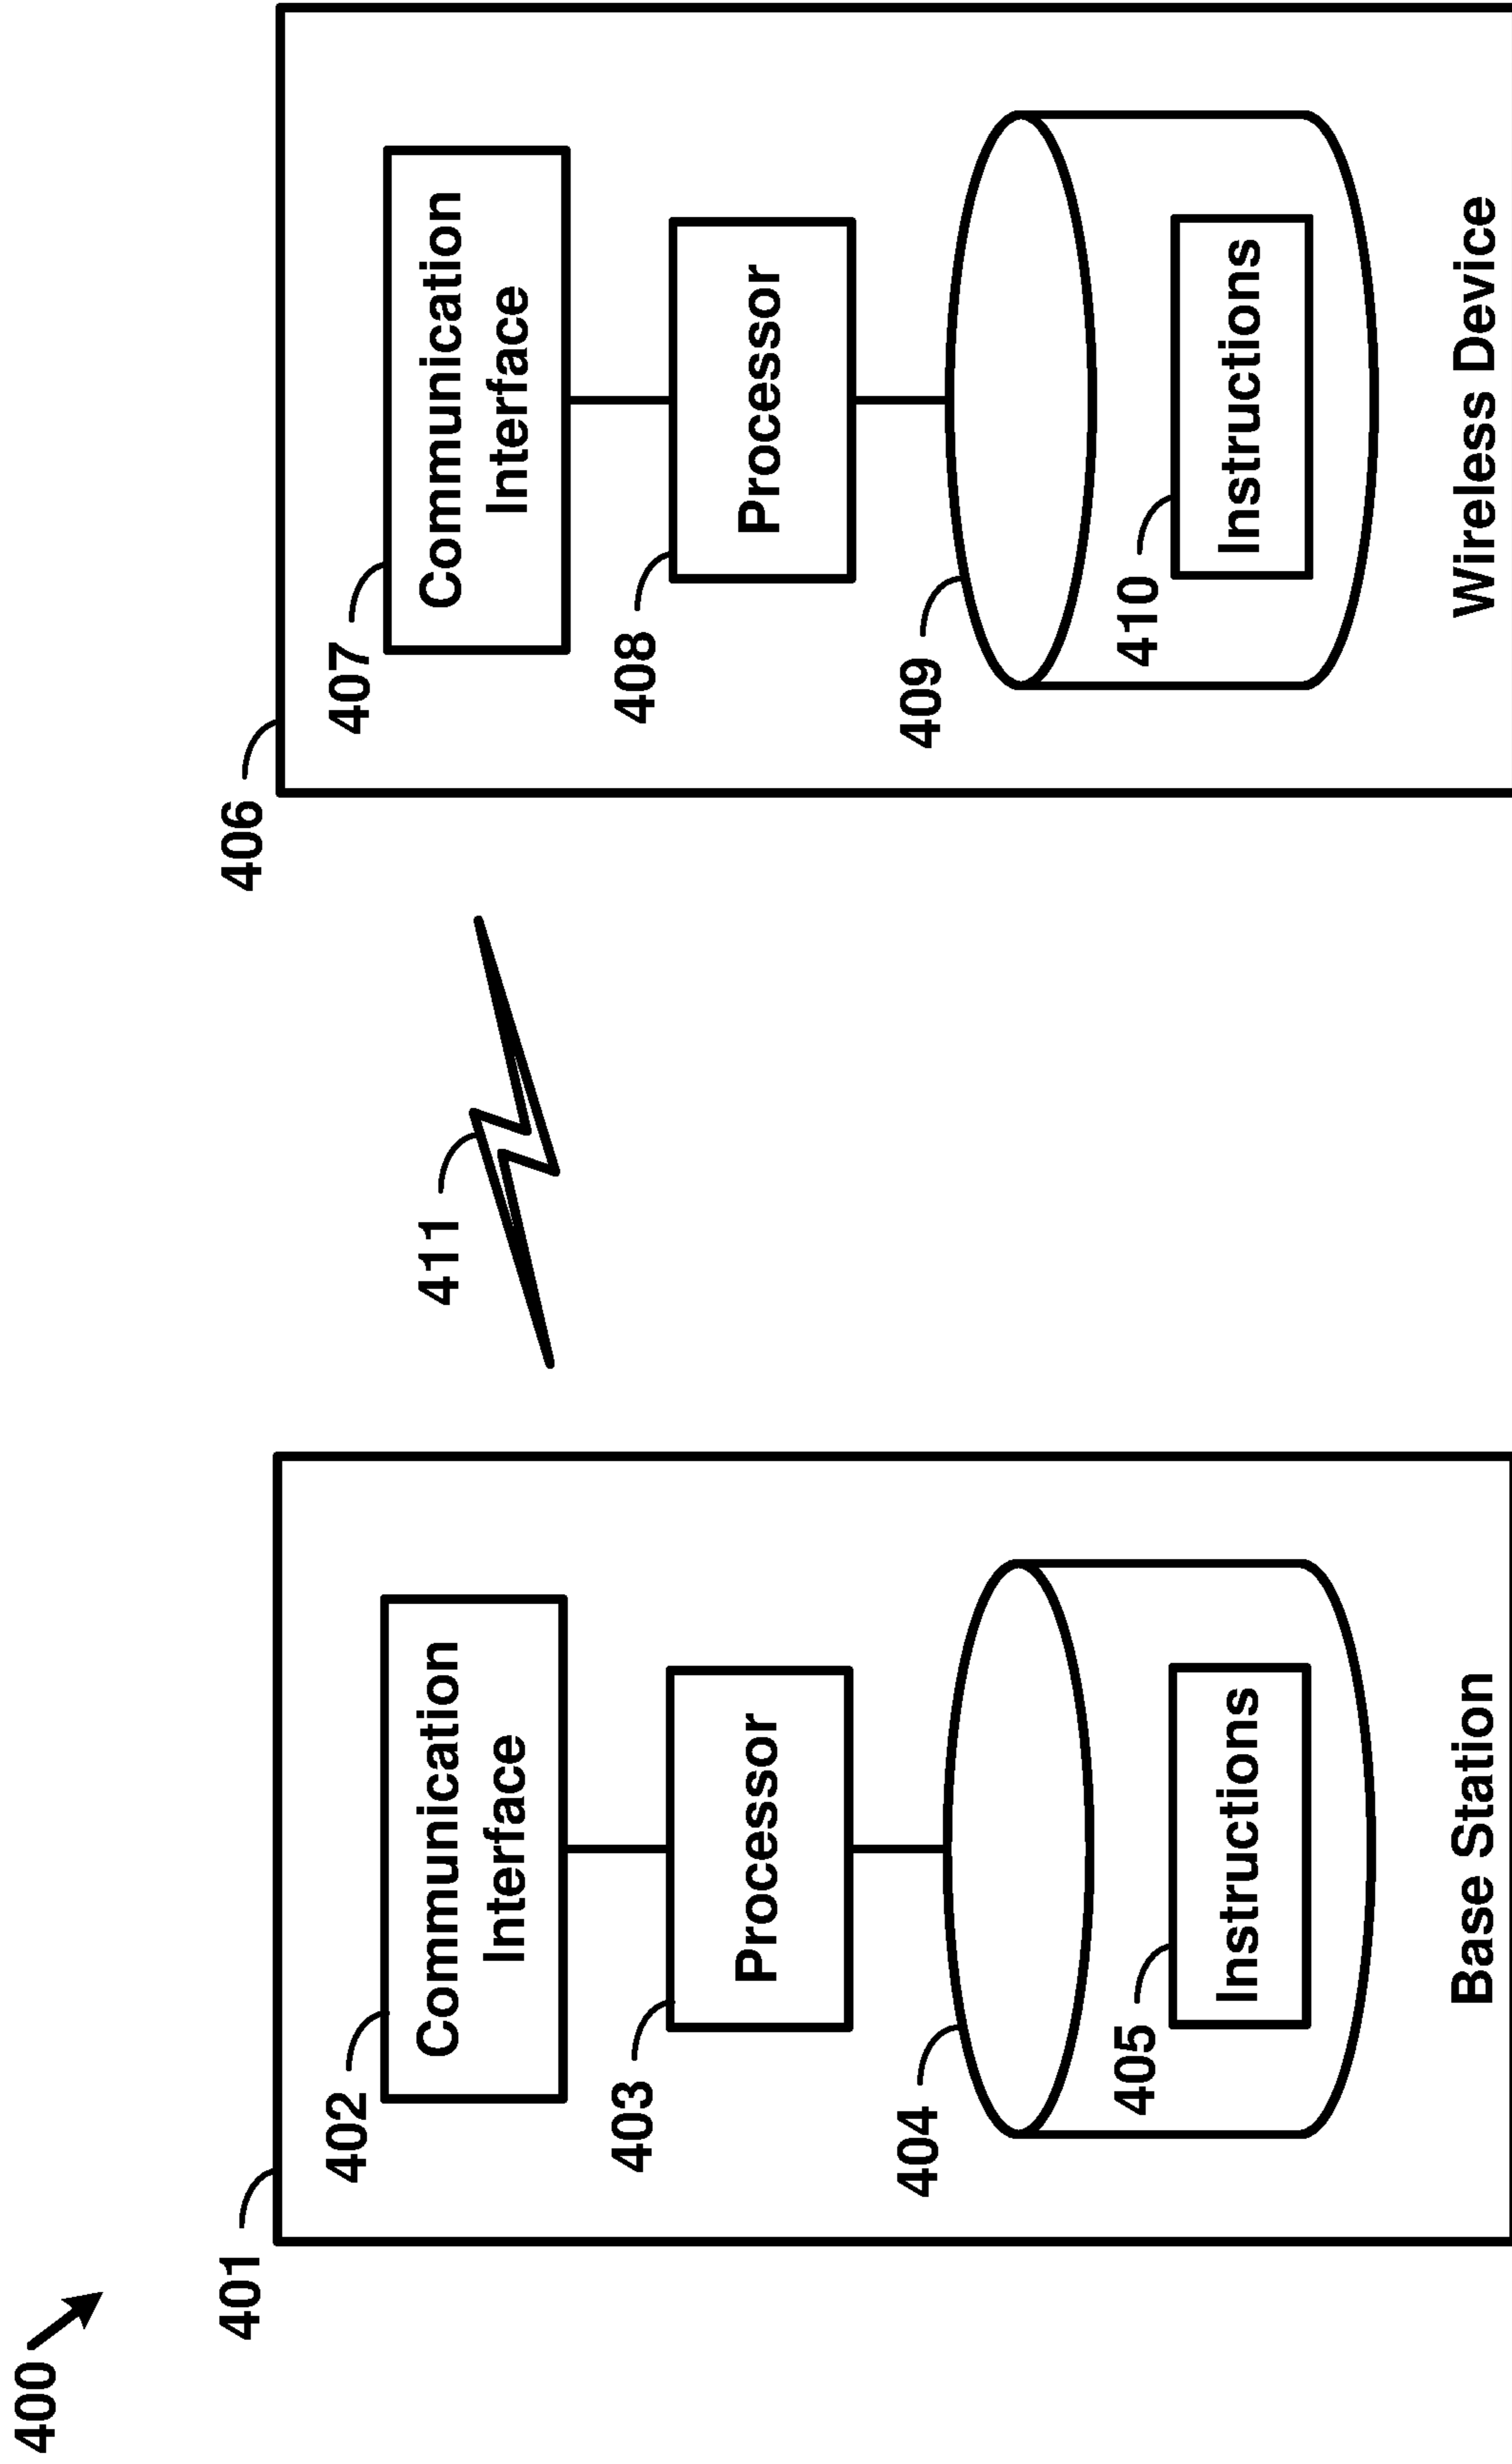 400
401
402
Communication
Interface
403
Processor
404
405
Instructions
Base Station
411
406
407
Communication
Interface
408
Processor
409
410
Instructions
Wireless Device